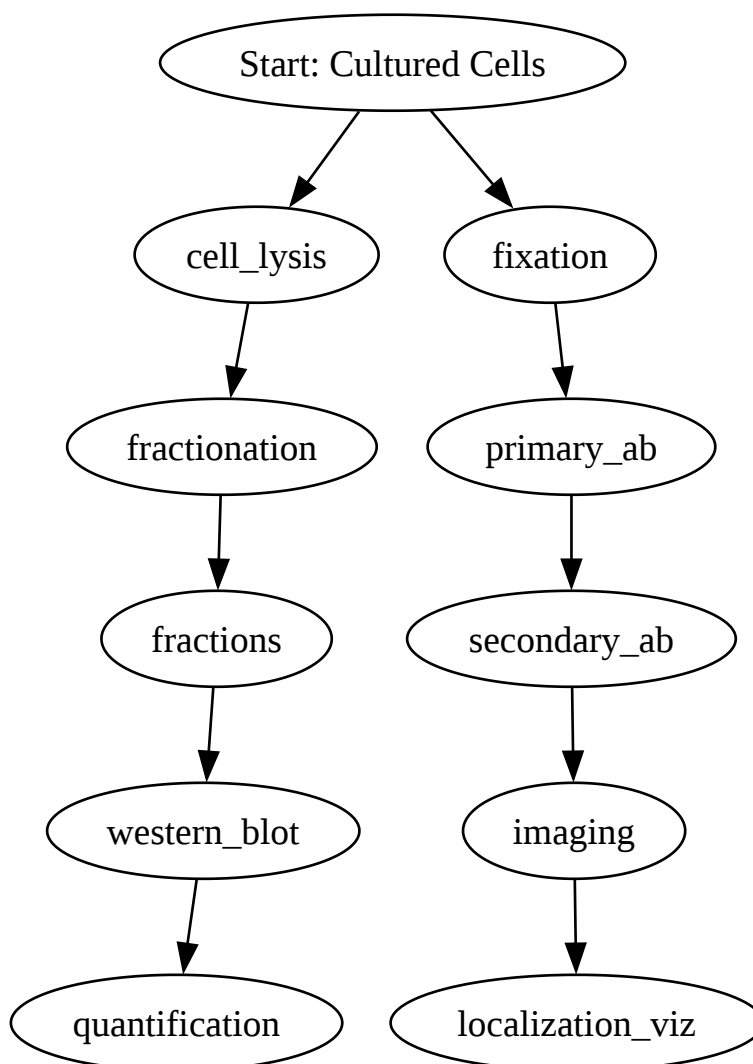 Start: Cultured Cells
cell_lysis
fixation
fractionation
primary_ab
fractions
secondary_ab
western_blot
imaging
quantification
localization_viz